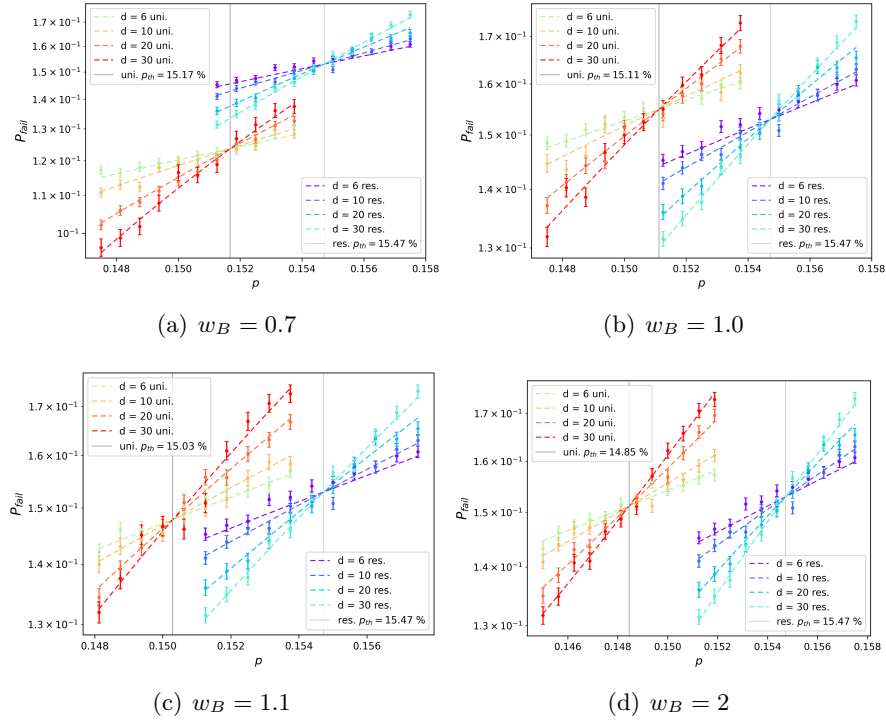 1.7 × 10⁻¹
1.6 × 10⁻¹
1.5 × 10⁻¹
1.4 × 10⁻¹
1.3 × 10⁻¹
1.2 × 10⁻¹
10⁻¹
P_fail
d = 6 uni.
d = 10 uni.
d = 20 uni.
d = 30 uni.
uni. p_th = 15.17 %
d = 6 res.
d = 10 res.
d = 20 res.
d = 30 res.
res. p_th = 15.47 %
0.148 0.150 0.152 0.154 0.156 0.158
p
(a) w_B = 0.7
1.7 × 10⁻¹
1.6 × 10⁻¹
1.5 × 10⁻¹
1.4 × 10⁻¹
1.3 × 10⁻¹
P_fail
d = 6 uni.
d = 10 uni.
d = 20 uni.
d = 30 uni.
uni. p_th = 15.11 %
d = 6 res.
d = 10 res.
d = 20 res.
d = 30 res.
res. p_th = 15.47 %
0.148 0.150 0.152 0.154 0.156 0.158
p
(b) w_B = 1.0
1.7 × 10⁻¹
1.6 × 10⁻¹
1.5 × 10⁻¹
1.4 × 10⁻¹
1.3 × 10⁻¹
P_fail
d = 6 uni.
d = 10 uni.
d = 20 uni.
d = 30 uni.
uni. p_th = 15.03 %
d = 6 res.
d = 10 res.
d = 20 res.
d = 30 res.
res. p_th = 15.47 %
0.148 0.150 0.152 0.154 0.156
p
(c) w_B = 1.1
1.7 × 10⁻¹
1.6 × 10⁻¹
1.5 × 10⁻¹
1.4 × 10⁻¹
1.3 × 10⁻¹
P_fail
d = 6 uni.
d = 10 uni.
d = 20 uni.
d = 30 uni.
uni. p_th = 14.85 %
d = 6 res.
d = 10 res.
d = 20 res.
d = 30 res.
res. p_th = 15.47 %
0.146 0.148 0.150 0.152 0.154 0.156 0.158
p
(d) w_B = 2